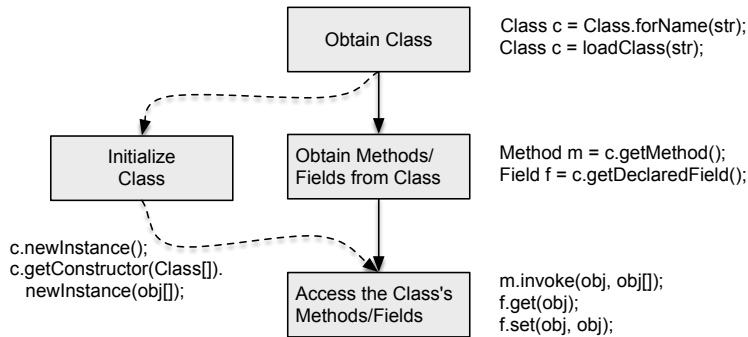 Obtain Class
Class c = Class.forName(str);
Class c = loadClass(str);
Initialize
Class
Obtain Methods/
Fields from Class
Method m = c.getMethod();
Field f = c.getDeclaredField();
c.newInstance();
c.getConstructor(Class[]).
newInstance(obj[]);
Access the Class's
Methods/Fields
m.invoke(obj, obj[]);
f.get(obj);
f.set(obj, obj);